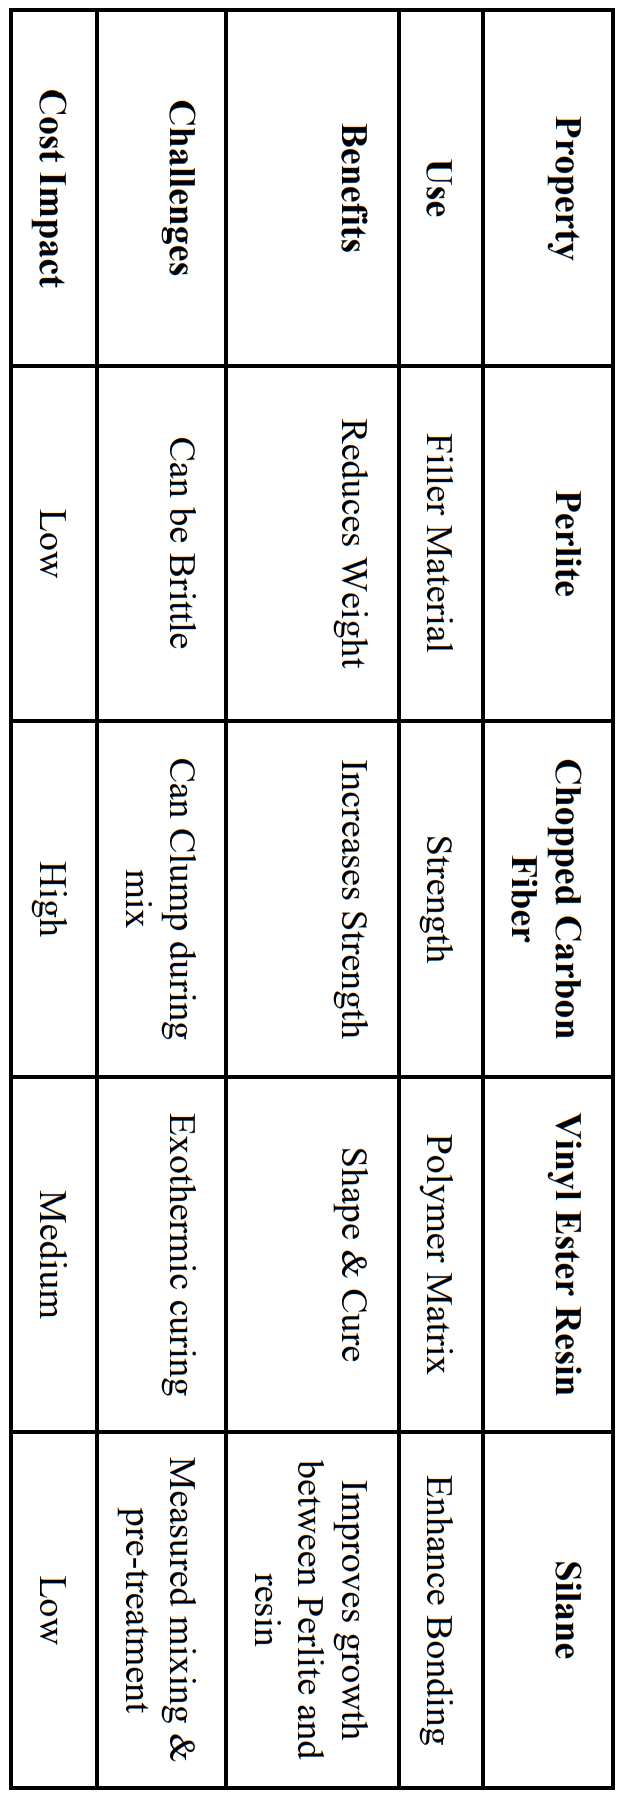 Property
Perlite
Chopped Carbon
Fiber
Vinyl Ester Resin
Silane
Use
Filler Material
Strength
Polymer Matrix
Enhance Bonding
Benefits
Reduces Weight
Increases Strength
Shape & Cure
Improves growth
between Perlite and
resin
Challenges
Can be Brittle
Can Clump during
mix
Exothermic curing
Measured mixing &
pre-treatment
Cost Impact
Low
High
Medium
Low